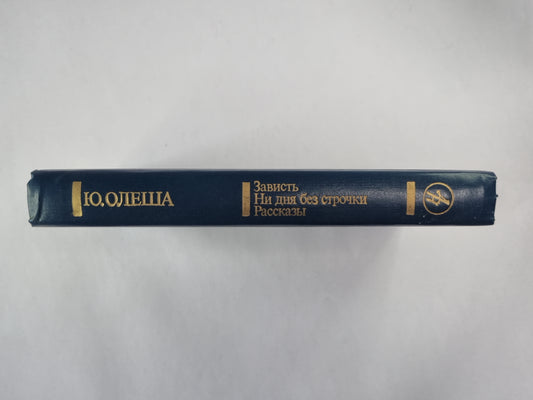 Ю. ОЛЕША
Зависть
Ни дня без строчки
Рассказы